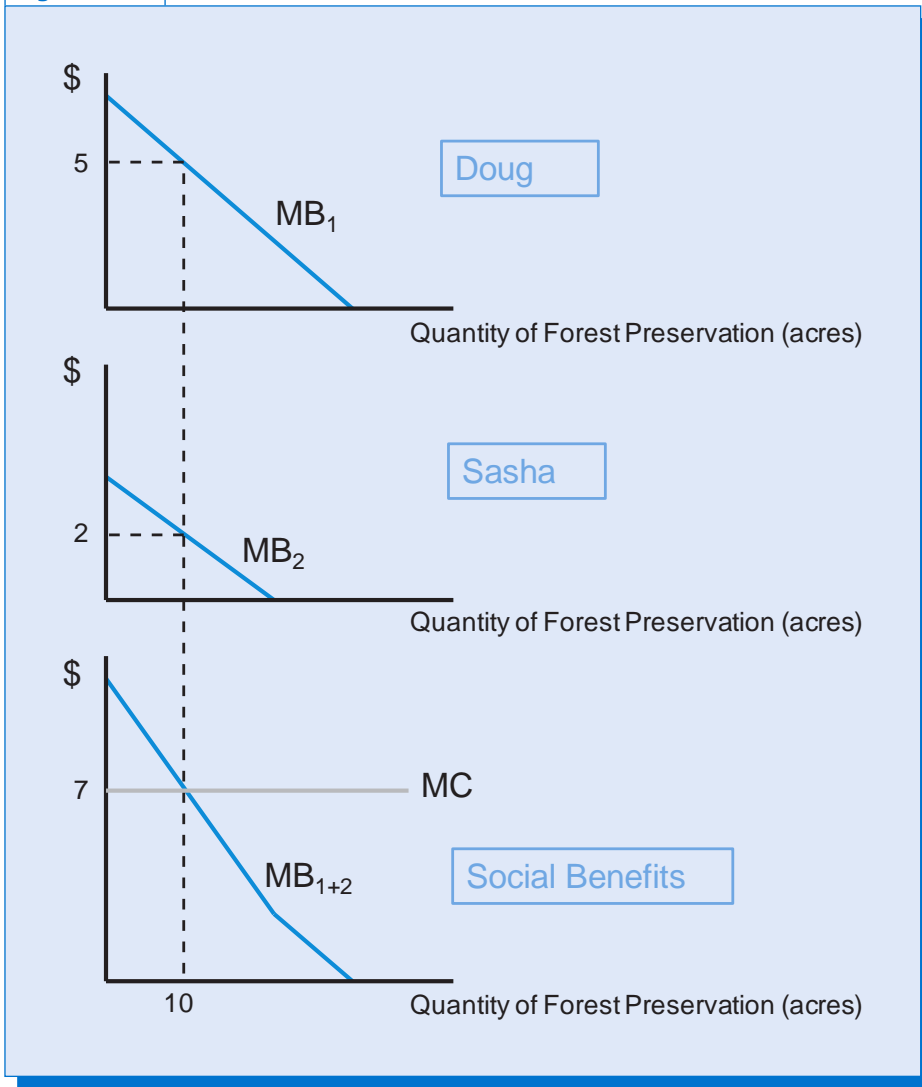 $
5
Doug
MB₁
Quantity of Forest Preservation (acres)
$
Sasha
2
MB₂
Quantity of Forest Preservation (acres)
$
7
MC
MB₁₊₂
Social Benefits
10
Quantity of Forest Preservation (acres)